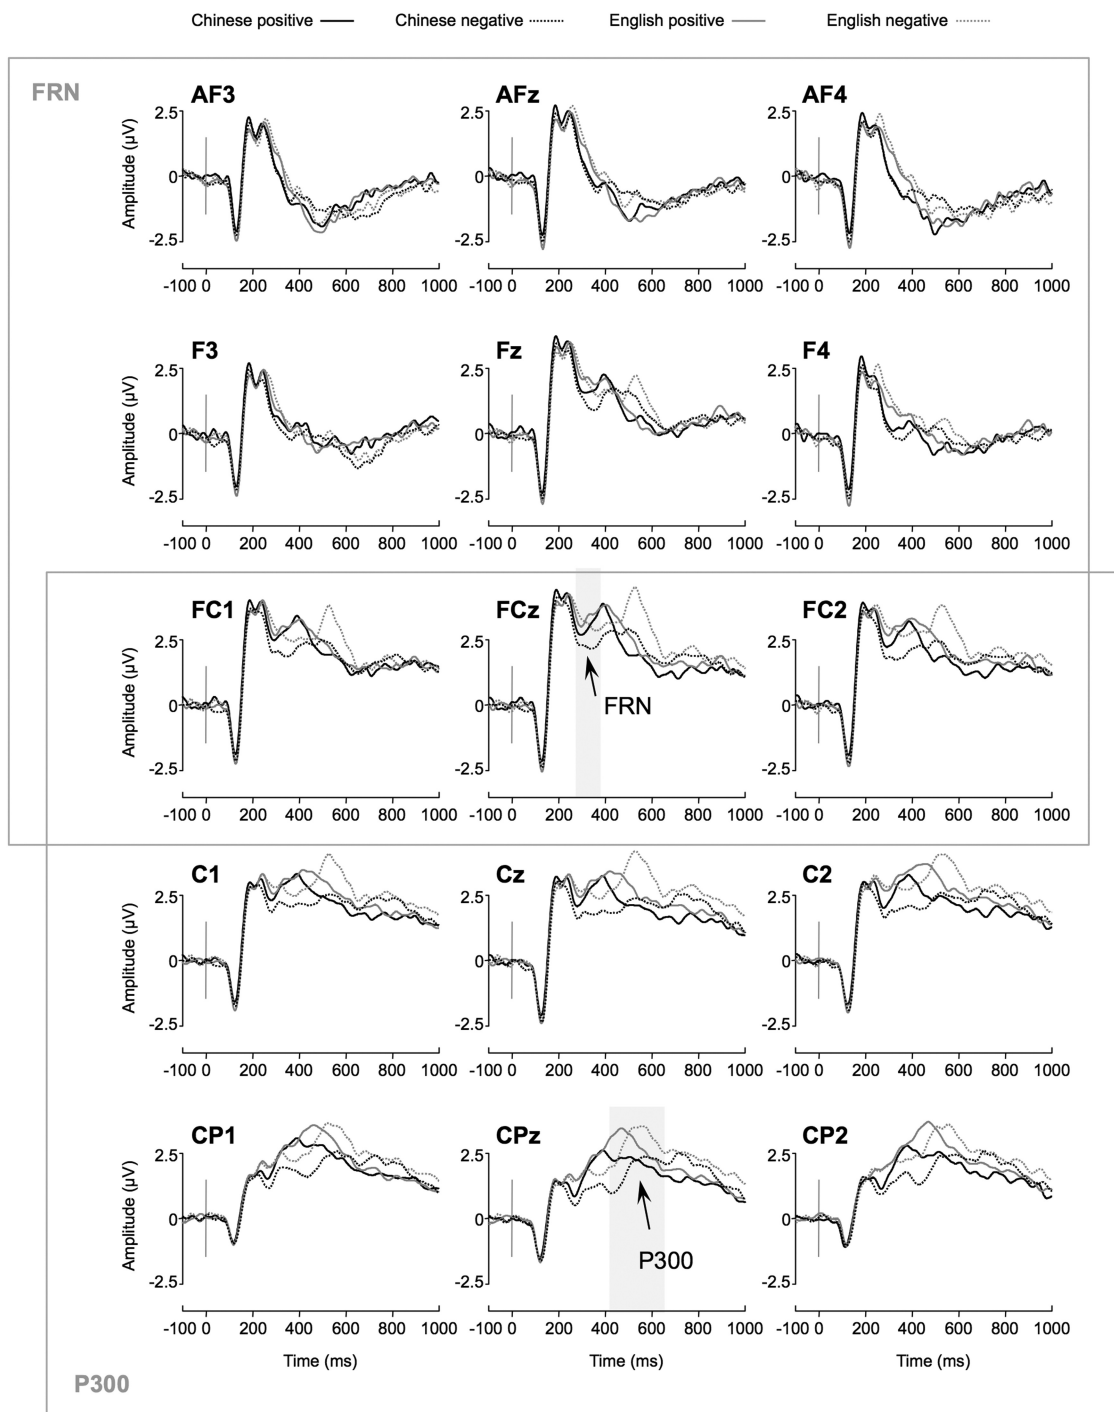 Chinese positive Chinese negative English positive English negative
FRN
AF3 AFz AF4
Amplitude (μV)
2.5 2.5 2.5
0 0 0
-2.5 -2.5 -2.5
-100 0 200 400 600 800 1000 -100 0 200 400 600 800 1000 -100 0 200 400 600 800 1000
F3 Fz F4
Amplitude (μV)
2.5 2.5 2.5
0 0 0
-2.5 -2.5 -2.5
-100 0 200 400 600 800 1000 -100 0 200 400 600 800 1000 -100 0 200 400 600 800 1000
FC1 FCz FC2
Amplitude (μV)
2.5 2.5 2.5
0 0 0
FRN
-2.5 -2.5 -2.5
-100 0 200 400 600 800 1000 -100 0 200 400 600 800 1000 -100 0 200 400 600 800 1000
C1 Cz C2
Amplitude (μV)
2.5 2.5 2.5
0 0 0
-2.5 -2.5 -2.5
-100 0 200 400 600 800 1000 -100 0 200 400 600 800 1000 -100 0 200 400 600 800 1000
CP1 CPz CP2
Amplitude (μV)
2.5 2.5 2.5
0 0 0
P300
-2.5 -2.5 -2.5
-100 0 200 400 600 800 1000 -100 0 200 400 600 800 1000 -100 0 200 400 600 800 1000
Time (ms) Time (ms) Time (ms)
P300